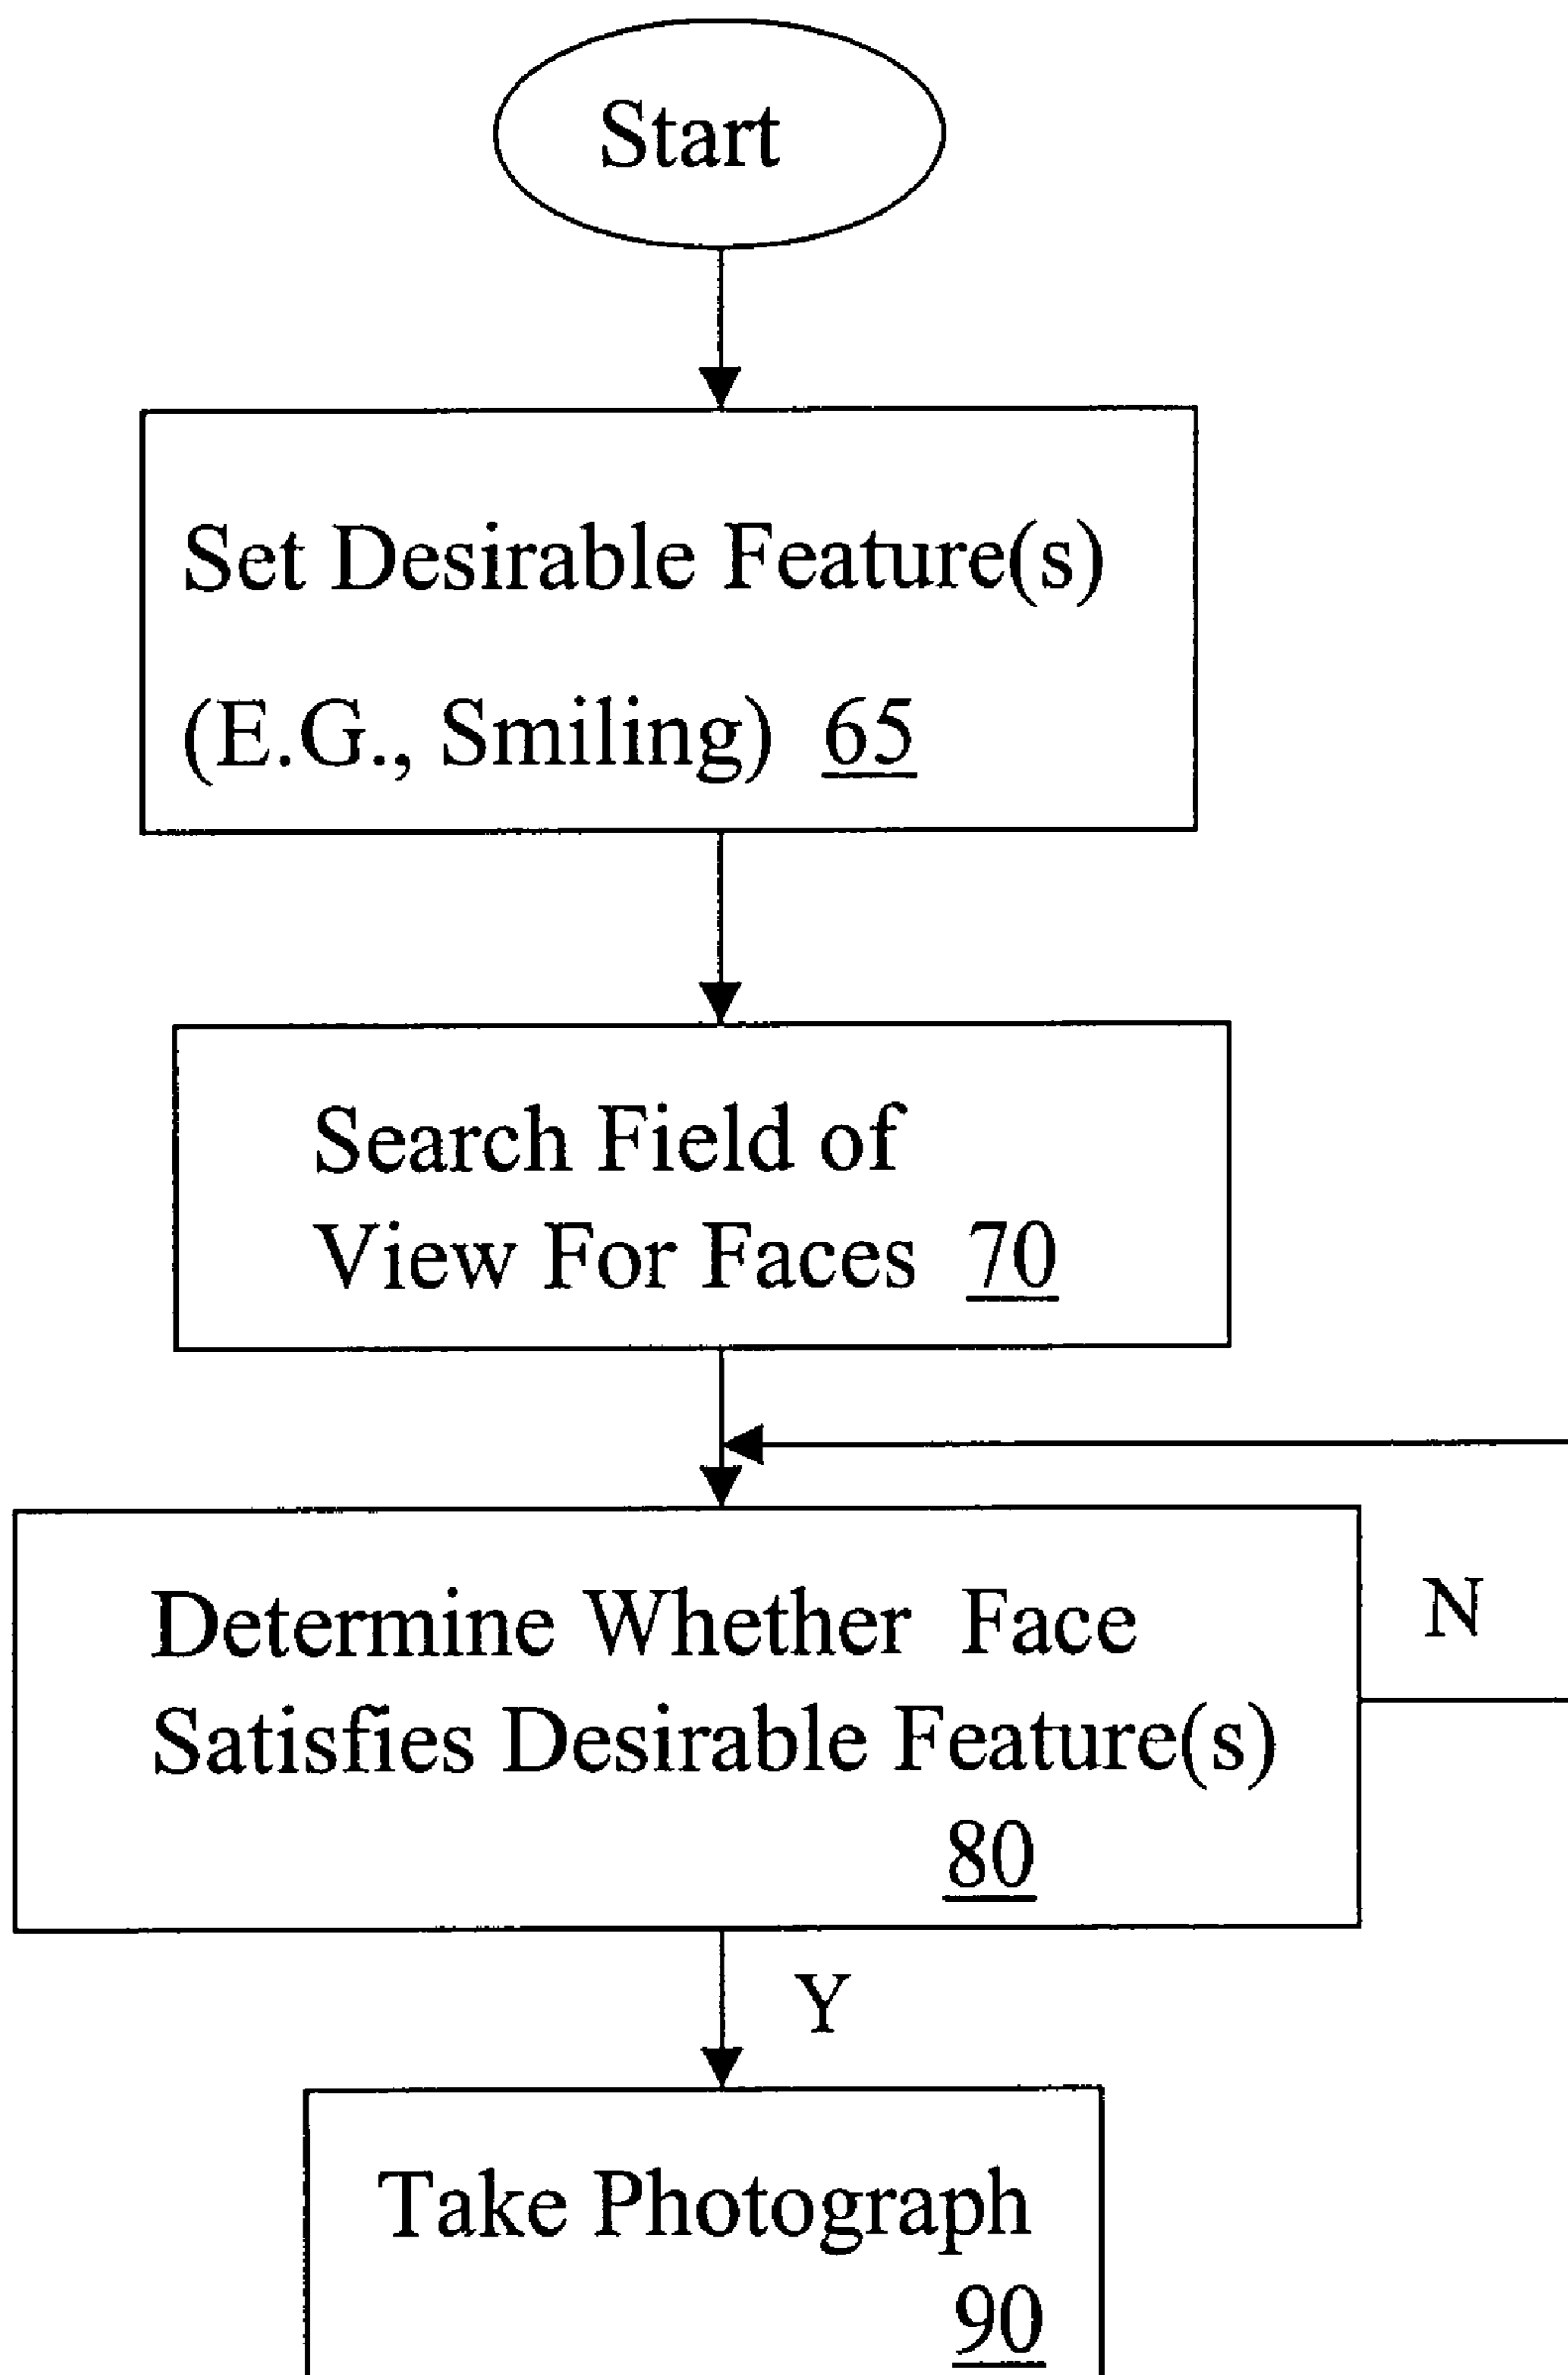 Start
Set Desirable Feature(s)
(E.G., Smiling) 65
Search Field of
View For Faces 70
Determine Whether Face
Satisfies Desirable Feature(s)
80
N
Y
Take Photograph
90